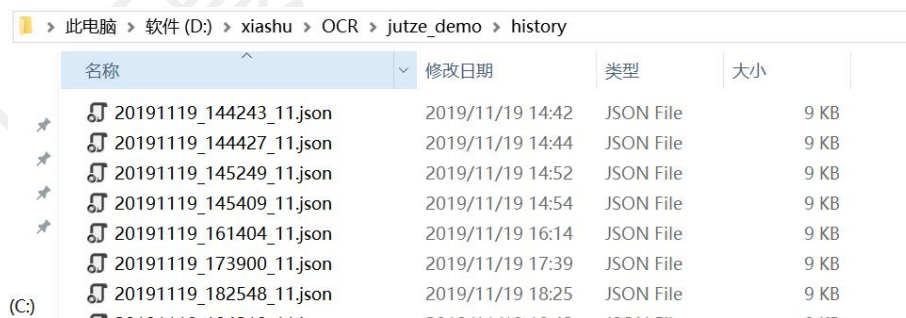 此电脑 > 软件 (D:) > xiashu > OCR > jutze_demo > history
名称 修改日期 类型 大小
20191119_144243_11.json 2019/11/19 14:42 JSON File 9 KB
20191119_144427_11.json 2019/11/19 14:44 JSON File 9 KB
20191119_145249_11.json 2019/11/19 14:52 JSON File 9 KB
20191119_145409_11.json 2019/11/19 14:54 JSON File 9 KB
20191119_161404_11.json 2019/11/19 16:14 JSON File 9 KB
20191119_173900_11.json 2019/11/19 17:39 JSON File 9 KB
20191119_182548_11.json 2019/11/19 18:25 JSON File 9 KB
(C:)